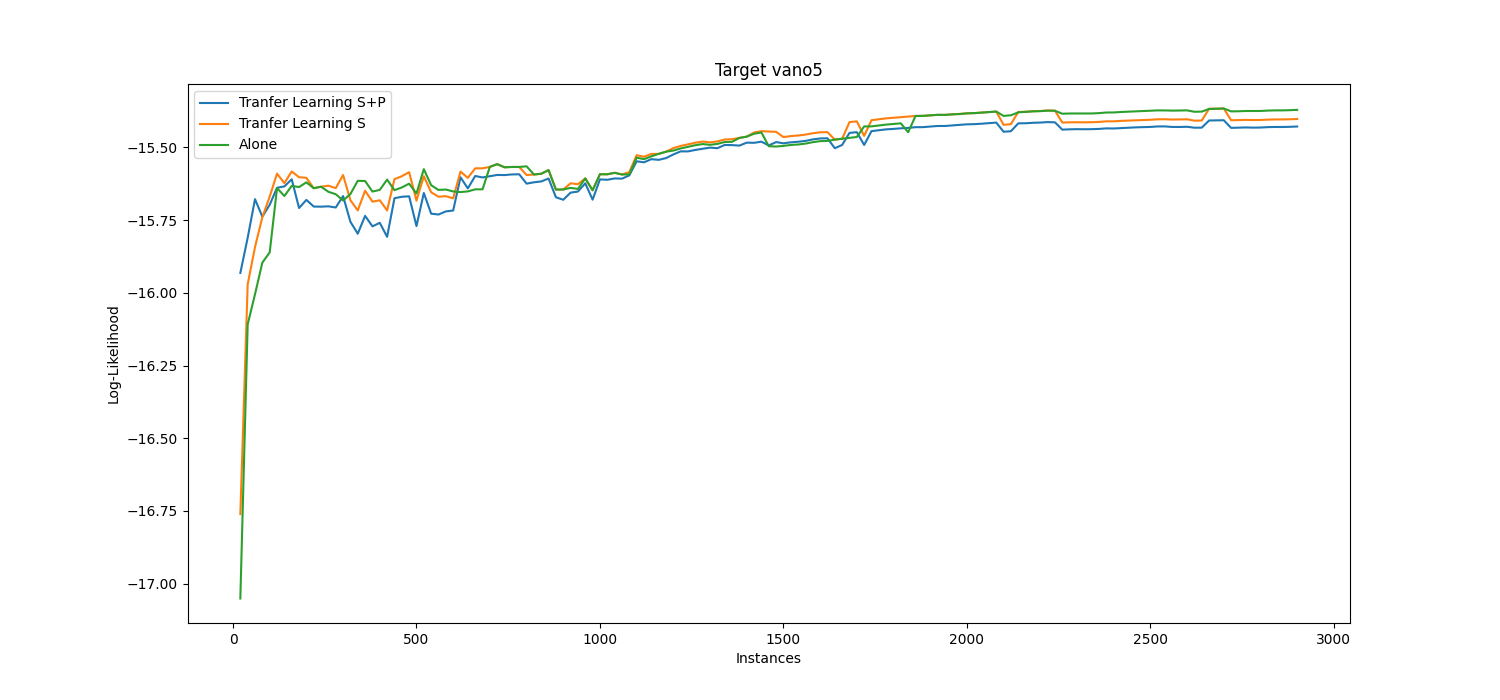 Target vano5
Tranfer Learning S+P
Tranfer Learning S
Alone
Log-Likelihood
−15.50
−15.75
−16.00
−16.25
−16.50
−16.75
−17.00
0
500
1000
1500
2000
2500
3000
Instances